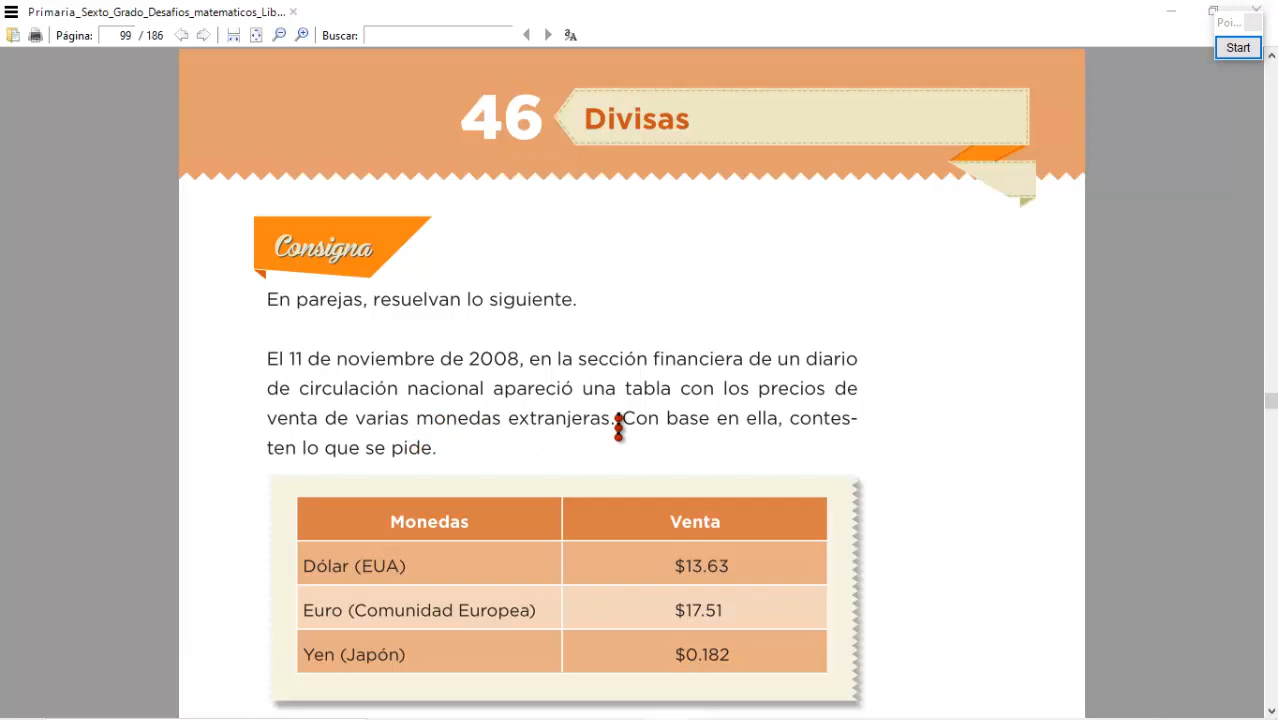 Primaria_Sexto_Grado_Desafios_matematicos_Lib... ×
Poi...
Página: 99 / 186 Buscar:
Start
46 Divisas
Consigna
En parejas, resuelvan lo siguiente.
El 11 de noviembre de 2008, en la sección financiera de un diario
de circulación nacional apareció una tabla con los precios de
venta de varias monedas extranjeras. Con base en ella, contes-
ten lo que se pide.
Monedas Venta
Dólar (EUA) $13.63
Euro (Comunidad Europea) $17.51
Yen (Japón) $0.182